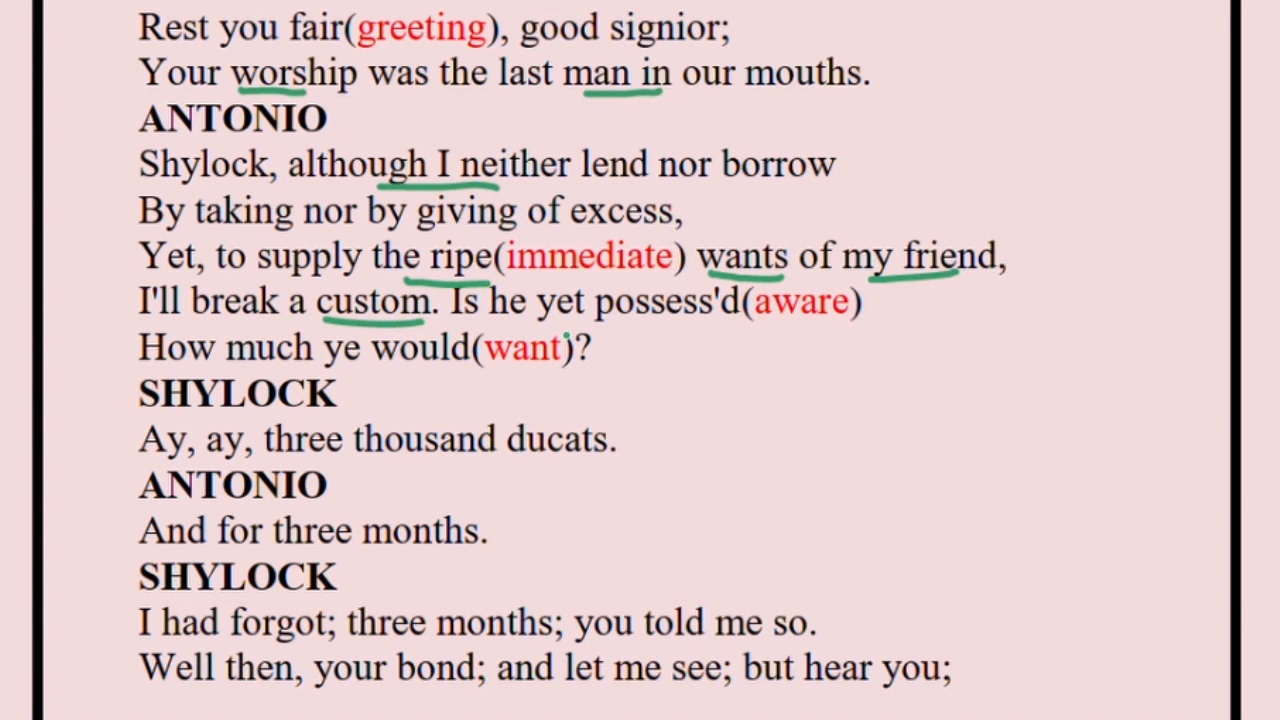 Rest you fair(greeting), good signior;
Your worship was the last man in our mouths.
ANTONIO
Shylock, although I neither lend nor borrow
By taking nor by giving of excess,
Yet, to supply the ripe(immediate) wants of my friend,
I'll break a custom. Is he yet possess'd(aware)
How much ye would(want)?
SHYLOCK
Ay, ay, three thousand ducats.
ANTONIO
And for three months.
SHYLOCK
I had forgot; three months; you told me so.
Well then, your bond; and let me see; but hear you;